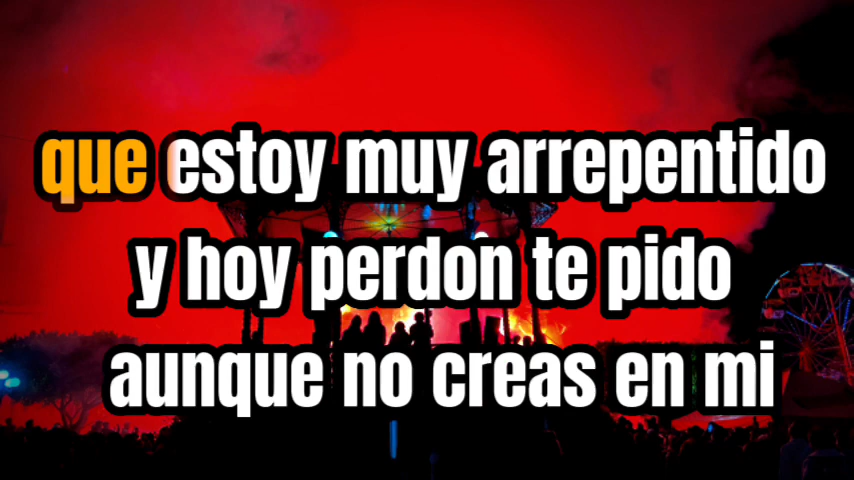 que estoy muy arrepentido
y hoy perdon te pido
aunque no creas en mi